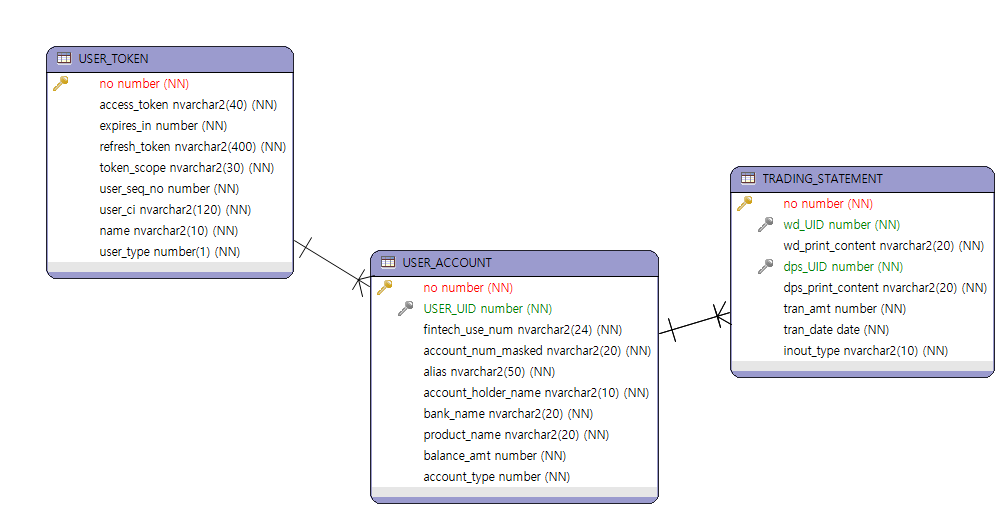 USER_TOKEN
no number (NN)
access_token nvarchar2(40) (NN)
expires_in number (NN)
refresh_token nvarchar2(400) (NN)
token_scope nvarchar2(30) (NN)
user_seq_no number (NN)
user_ci nvarchar2(120) (NN)
name nvarchar2(10) (NN)
user_type number(1) (NN)
USER_ACCOUNT
no number (NN)
USER_UID number (NN)
fintech_use_num nvarchar2(24) (NN)
account_num_masked nvarchar2(20) (NN)
alias nvarchar2(50) (NN)
account_holder_name nvarchar2(10) (NN)
bank_name nvarchar2(20) (NN)
product_name nvarchar2(20) (NN)
balance_amt number (NN)
account_type number (NN)
TRADING_STATEMENT
no number (NN)
wd_UID number (NN)
wd_print_content nvarchar2(20) (NN)
dps_UID number (NN)
dps_print_content nvarchar2(20) (NN)
tran_amt number (NN)
tran_date date (NN)
inout_type nvarchar2(10) (NN)